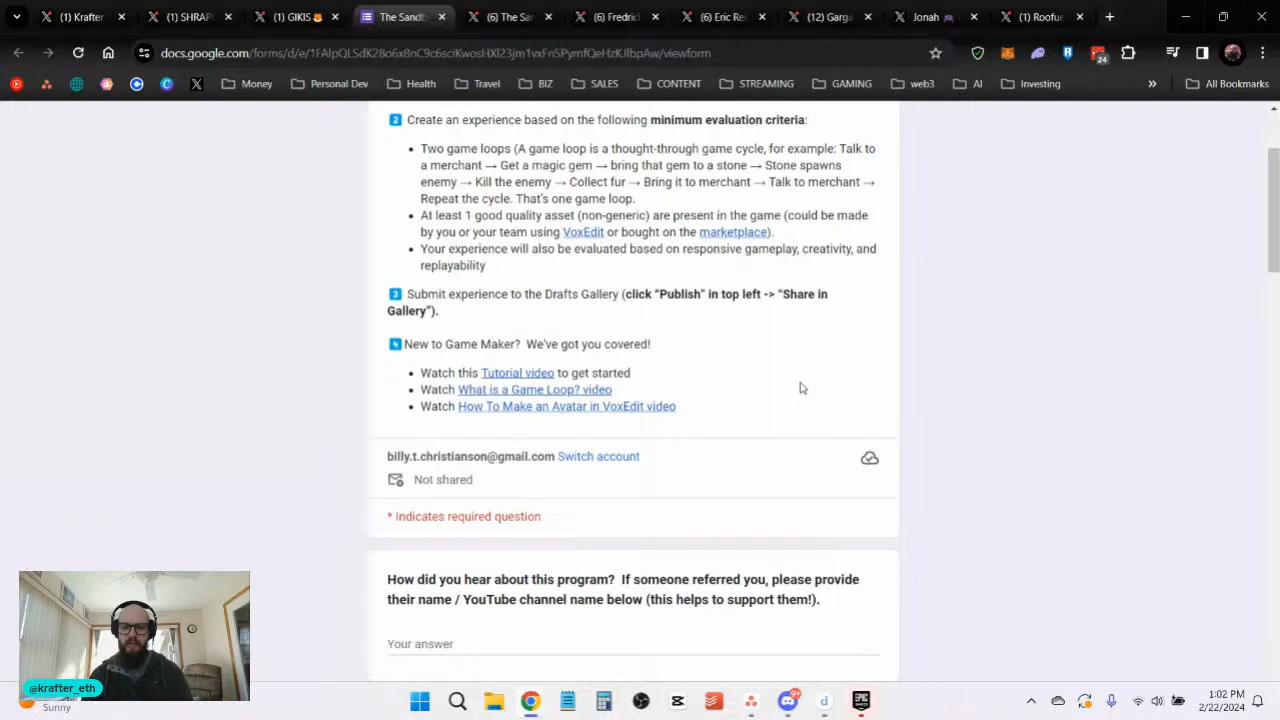 (1) Krafter
(1) SHRAP
(1) GIKIS
The Sandb
(6) The Sar
(6) Fredric
(6) Eric Re
(12) Garga
Jonah
(1) Roofue
docs.google.com/forms/d/e/1FAIpQLSdK28o6x8nC9c6sciKwosHXl23jm1vxFnSPymfQeHzKJlbpAw/viewform
24
Money
Personal Dev
Health
Travel
BIZ
SALES
CONTENT
STREAMING
GAMING
web3
AI
Investing
All Bookmarks
2 Create an experience based on the following minimum evaluation criteria:
• Two game loops (A game loop is a thought-through game cycle, for example: Talk to
a merchant → Get a magic gem → bring that gem to a stone → Stone spawns
enemy → Kill the enemy → Collect fur → Bring it to merchant → Talk to merchant →
Repeat the cycle. That's one game loop.
• At least 1 good quality asset (non-generic) are present in the game (could be made
by you or your team using VoxEdit or bought on the marketplace).
• Your experience will also be evaluated based on responsive gameplay, creativity, and
replayability
3 Submit experience to the Drafts Gallery (click “Publish” in top left -> “Share in
Gallery”).
4 New to Game Maker? We've got you covered!
• Watch this Tutorial video to get started
• Watch What is a Game Loop? video
• Watch How To Make an Avatar in VoxEdit video
billy.t.christianson@gmail.com Switch account
Not shared
* Indicates required question
How did you hear about this program? If someone referred you, please provide
their name / YouTube channel name below (this helps to support them!).
Your answer
@krafter_eth
Sunny
9+
EPIC
1:02 PM
2/22/2024